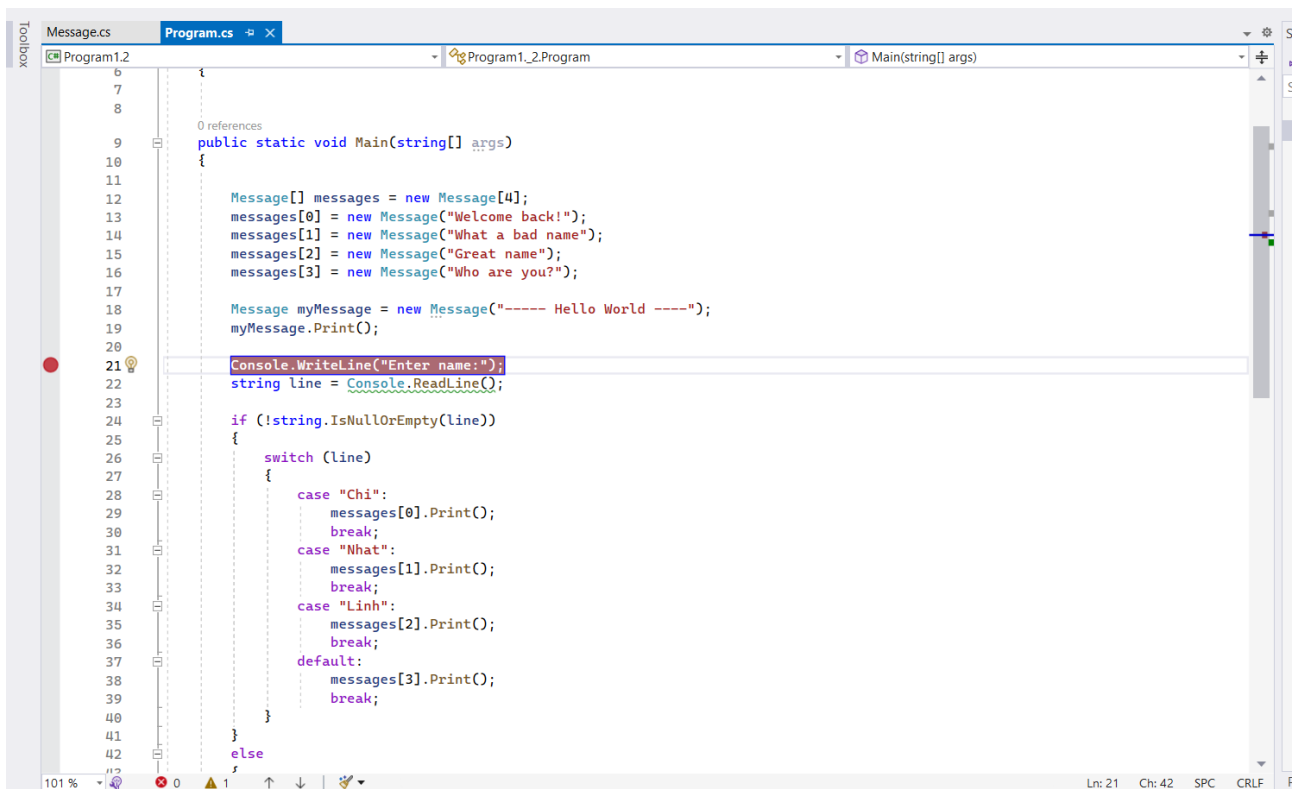 Toolbox
Message.cs Program.cs
C# Program1.2 Program1._2.Program Main(string[] args)
6 {
7
8
0 references
9 public static void Main(string[] args)
10 {
11
12 Message[] messages = new Message[4];
13 messages[0] = new Message("Welcome back!");
14 messages[1] = new Message("What a bad name");
15 messages[2] = new Message("Great name");
16 messages[3] = new Message("Who are you?");
17
18 Message myMessage = new Message("----- Hello World ----");
19 myMessage.Print();
20
21 Console.WriteLine("Enter name:");
22 string line = Console.ReadLine();
23
24 if (!string.IsNullOrEmpty(line))
25 {
26 switch (line)
27 {
28 case "Chi":
29 messages[0].Print();
30 break;
31 case "Nhat":
32 messages[1].Print();
33 break;
34 case "Linh":
35 messages[2].Print();
36 break;
37 default:
38 messages[3].Print();
39 break;
40 }
41 }
42 else
43 {
101 % 0 1 Ln: 21 Ch: 42 SPC CRLF